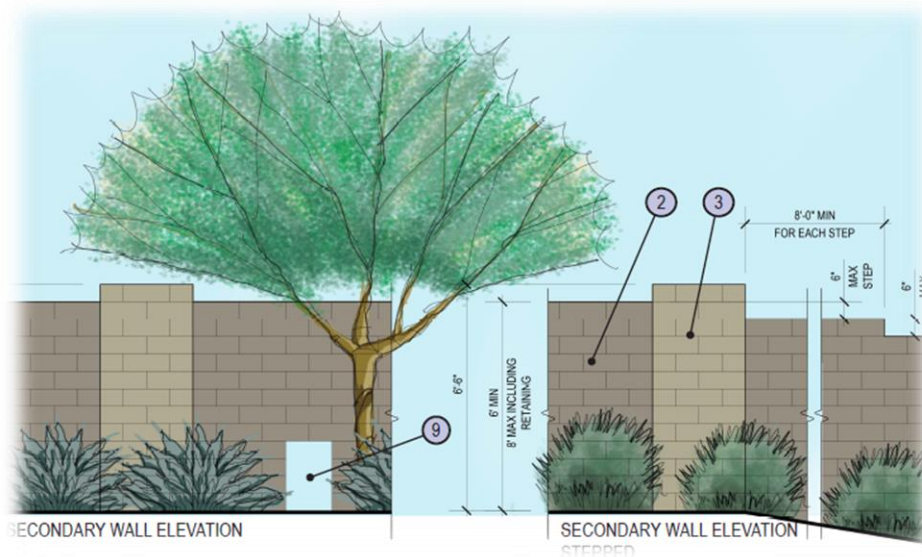 2
3
8'-0" MIN
FOR EACH STEP
6"
MAX
STEP
6"
6'-6"
6' MIN
8' MAX INCLUDING
RETAINING
9
SECONDARY WALL ELEVATION
SECONDARY WALL ELEVATION
STEPPED